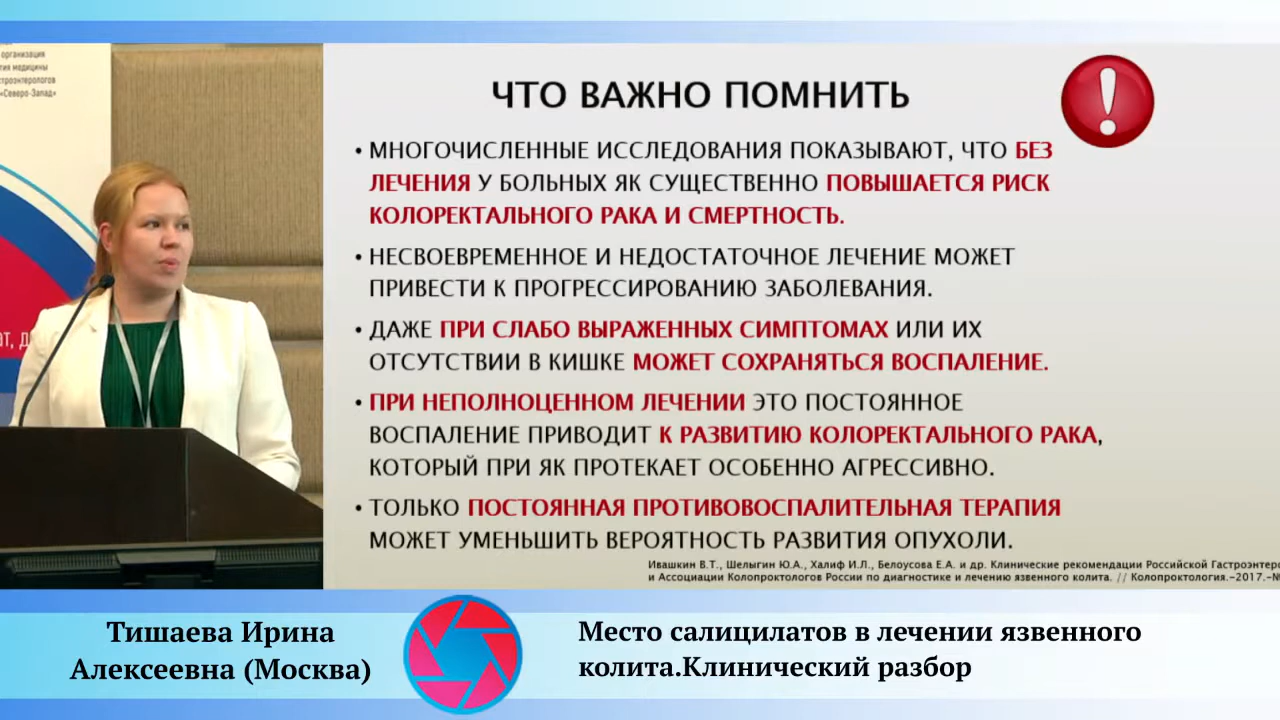 организация
медицины
«Северо-Запад»
ЧТО ВАЖНО ПОМНИТЬ
• МНОГОЧИСЛЕННЫЕ ИССЛЕДОВАНИЯ ПОКАЗЫВАЮТ, ЧТО БЕЗ
ЛЕЧЕНИЯ У БОЛЬНЫХ ЯК СУЩЕСТВЕННО ПОВЫШАЕТСЯ РИСК
КОЛОРЕКТАЛЬНОГО РАКА И СМЕРТНОСТЬ.
• НЕСВОЕВРЕМЕННОЕ И НЕДОСТАТОЧНОЕ ЛЕЧЕНИЕ МОЖЕТ
ПРИВЕСТИ К ПРОГРЕССИРОВАНИЮ ЗАБОЛЕВАНИЯ.
• ДАЖЕ ПРИ СЛАБО ВЫРАЖЕННЫХ СИМПТОМАХ ИЛИ ИХ
ОТСУТСТВИИ В КИШКЕ МОЖЕТ СОХРАНЯТЬСЯ ВОСПАЛЕНИЕ.
• ПРИ НЕПОЛНОЦЕННОМ ЛЕЧЕНИИ ЭТО ПОСТОЯННОЕ
ВОСПАЛЕНИЕ ПРИВОДИТ К РАЗВИТИЮ КОЛОРЕКТАЛЬНОГО РАКА,
КОТОРЫЙ ПРИ ЯК ПРОТЕКАЕТ ОСОБЕННО АГРЕССИВНО.
• ТОЛЬКО ПОСТОЯННАЯ ПРОТИВОВОСПАЛИТЕЛЬНАЯ ТЕРАПИЯ
МОЖЕТ УМЕНЬШИТЬ ВЕРОЯТНОСТЬ РАЗВИТИЯ ОПУХОЛИ.
Ивашкин В.Т., Шелыгин Ю.А., Халиф И.Л., Белоусова Е.А. и др. Клинические рекомендации Российской Гастроэнтеро
и Ассоциации Колопроктологов России по диагностике и лечению язвенного колита. // Колопроктология.-2017.-№
Тишаева Ирина
Алексеевна (Москва)
Место салицилатов в лечении язвенного
колита.Клинический разбор